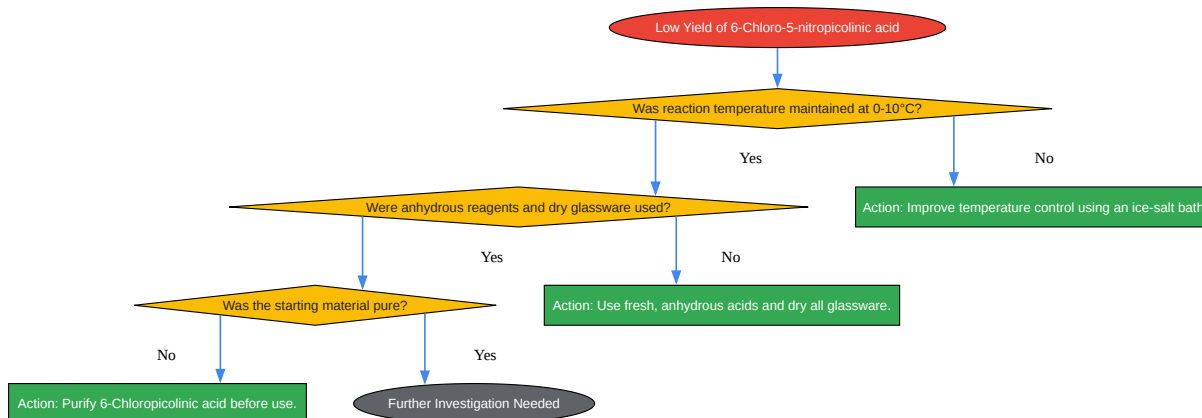 Low Yield of 6-Chloro-5-nitropicolinic acid
Was reaction temperature maintained at 0-10°C?
Yes
No
Were anhydrous reagents and dry glassware used?
Action: Improve temperature control using an ice-salt bath
Yes
No
Was the starting material pure?
Action: Use fresh, anhydrous acids and dry all glassware.
No
Yes
Action: Purify 6-Chloropicolinic acid before use.
Further Investigation Needed